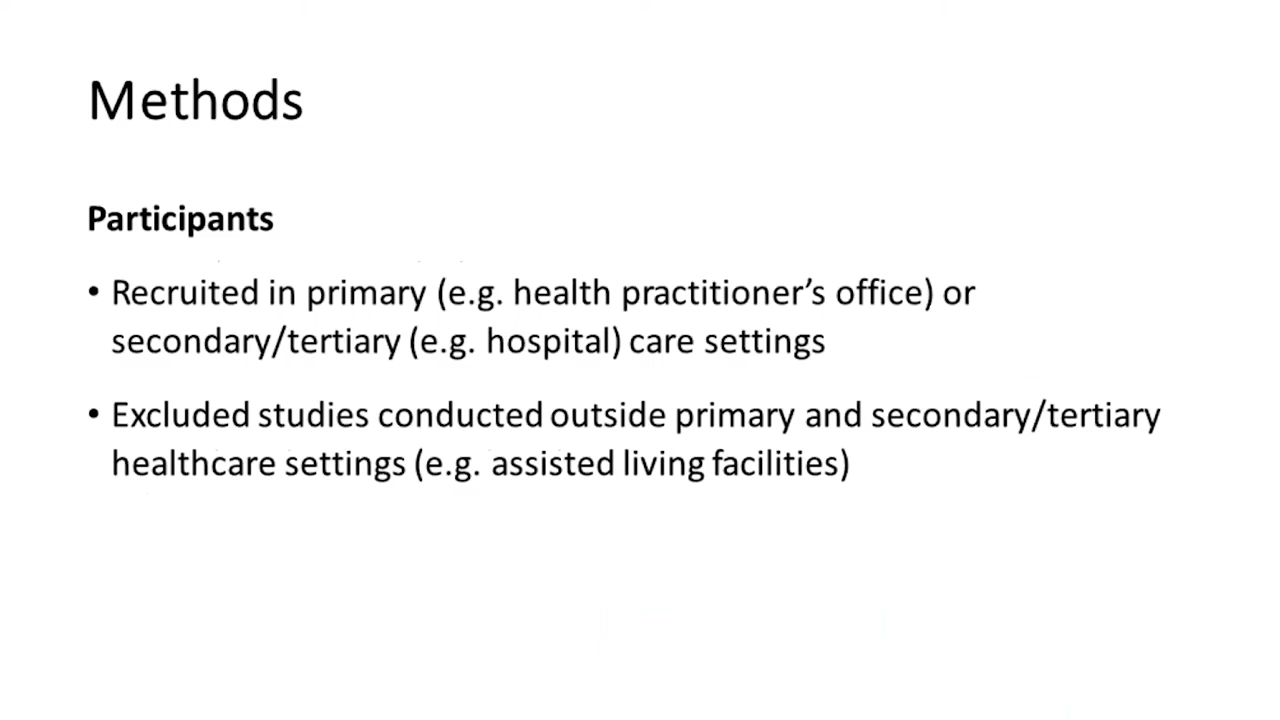 Methods
Participants
• Recruited in primary (e.g. health practitioner’s office) or
secondary/tertiary (e.g. hospital) care settings
• Excluded studies conducted outside primary and secondary/tertiary
healthcare settings (e.g. assisted living facilities)